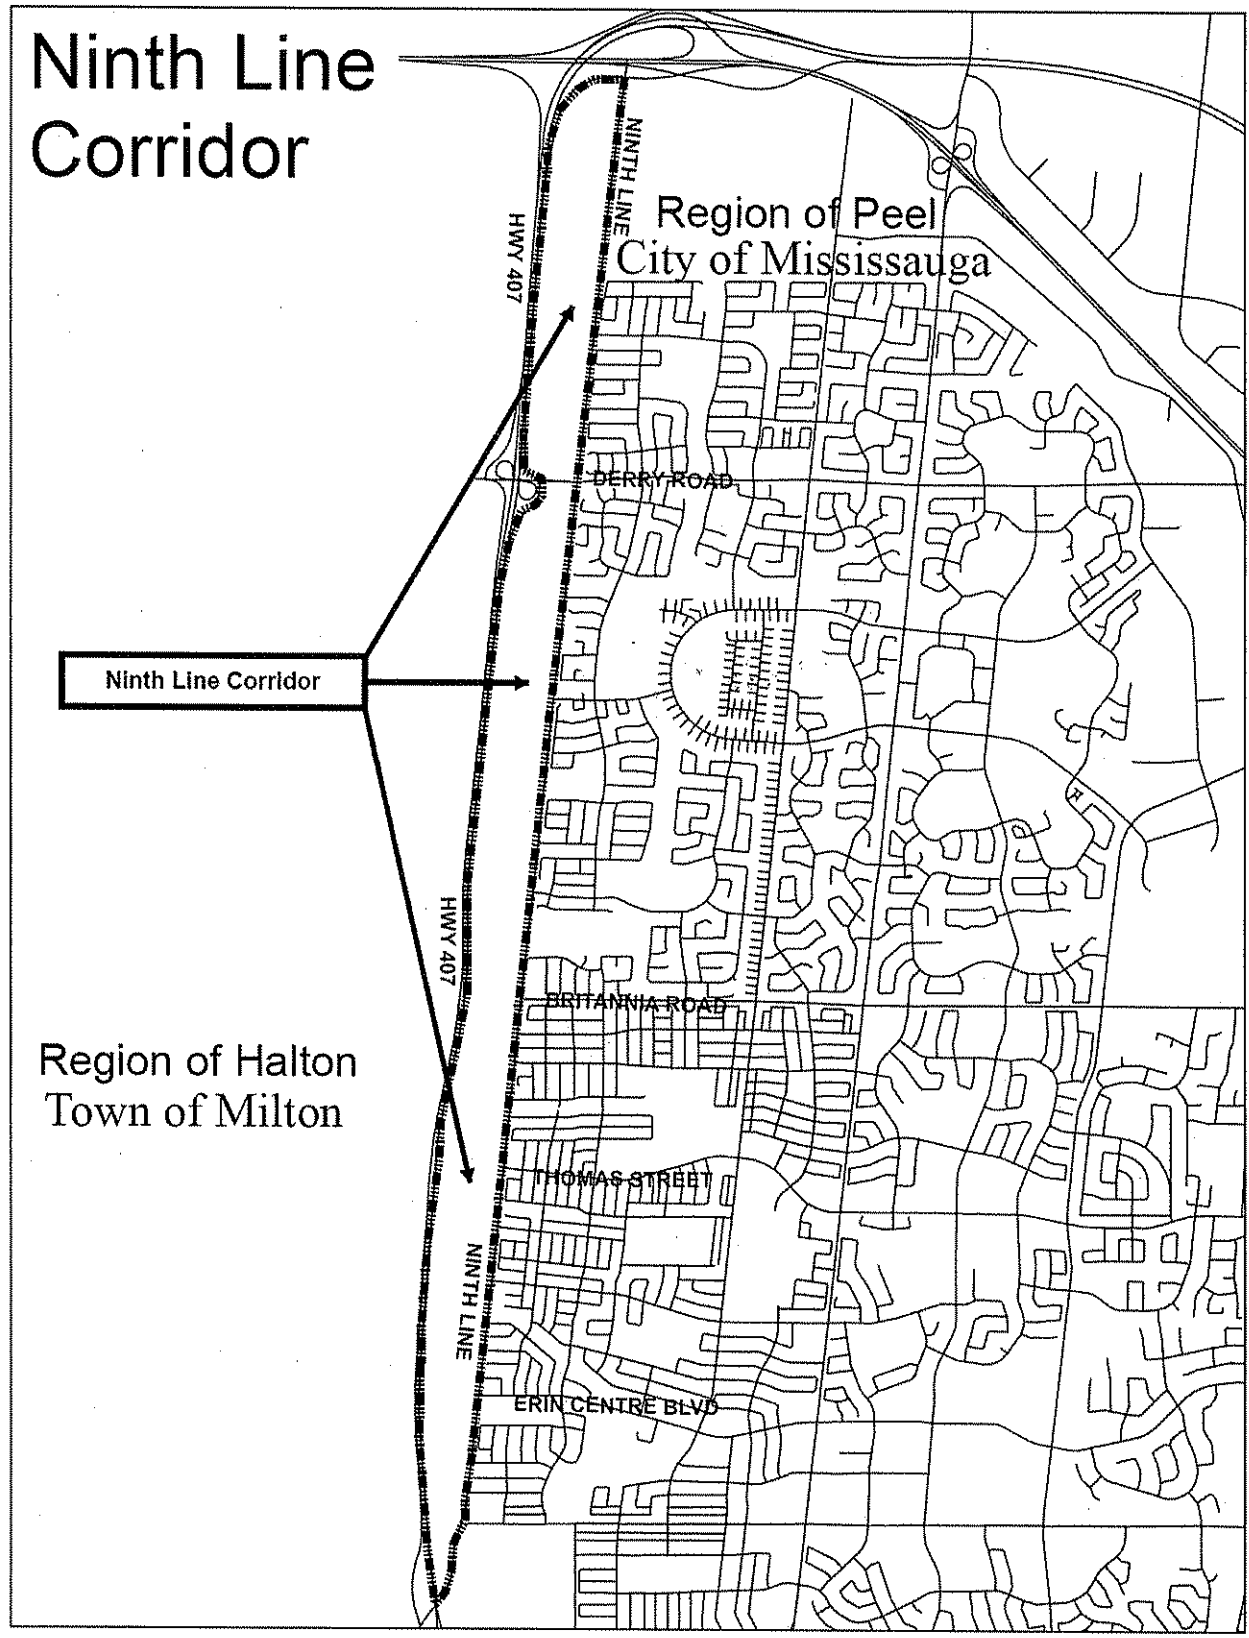 Ninth Line
Corridor
NINTH LINE
Region of Peel
City of Mississauga
HWY 407
DERRY ROAD
Ninth Line Corridor
HWY 407
BRITANNIA ROAD
Region of Halton
Town of Milton
THOMAS STREET
NINTH LINE
ERIN CENTRE BLVD